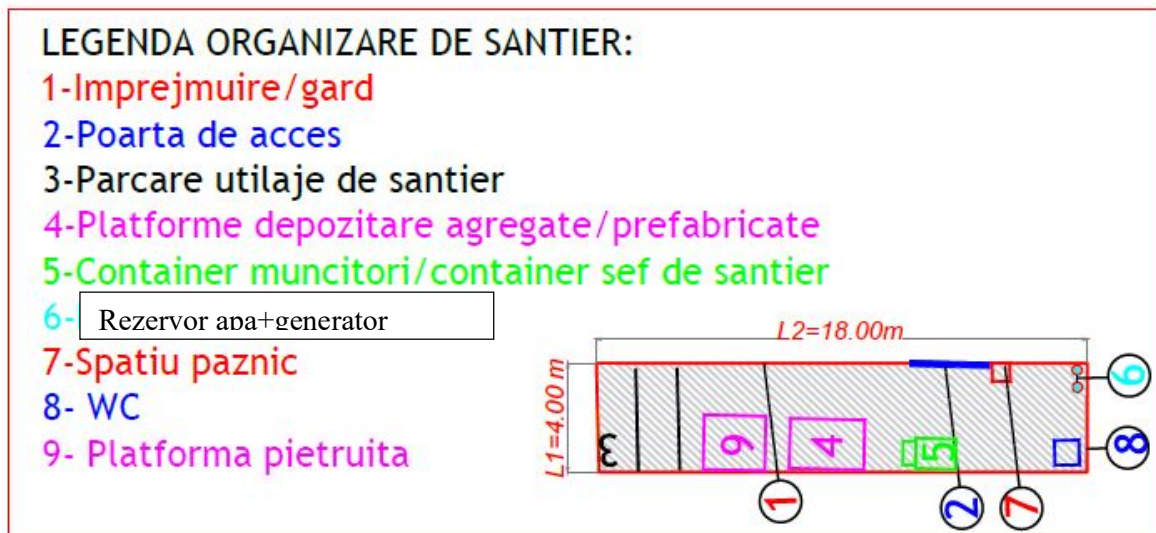 LEGENDA ORGANIZARE DE SANTIER:
1-Imprejmuire/gard
2-Poarta de acces
3-Parcare utilaje de santier
4-Platforme depozitare agregate/prefabricate
5-Container muncitori/container sef de santier
6- Rezervor apa+generator
7-Spatiu paznic
8- WC
9- Platforma pietruita
L2=18.00m
L1=4.00 m
3
9
4
5
6
8
1
2
7